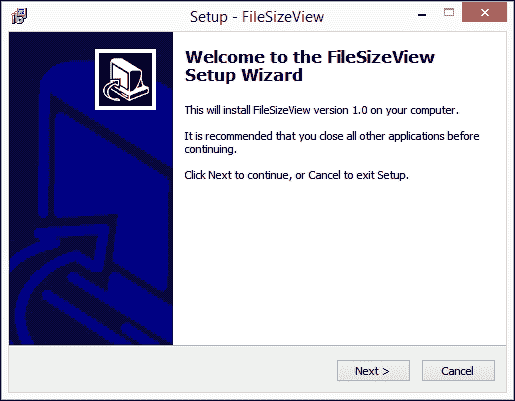 Setup - FileSizeView
Welcome to the FileSizeView
Setup Wizard
This will install FileSizeView version 1.0 on your computer.
It is recommended that you close all other applications before
continuing.
Click Next to continue, or Cancel to exit Setup.
Next >
Cancel